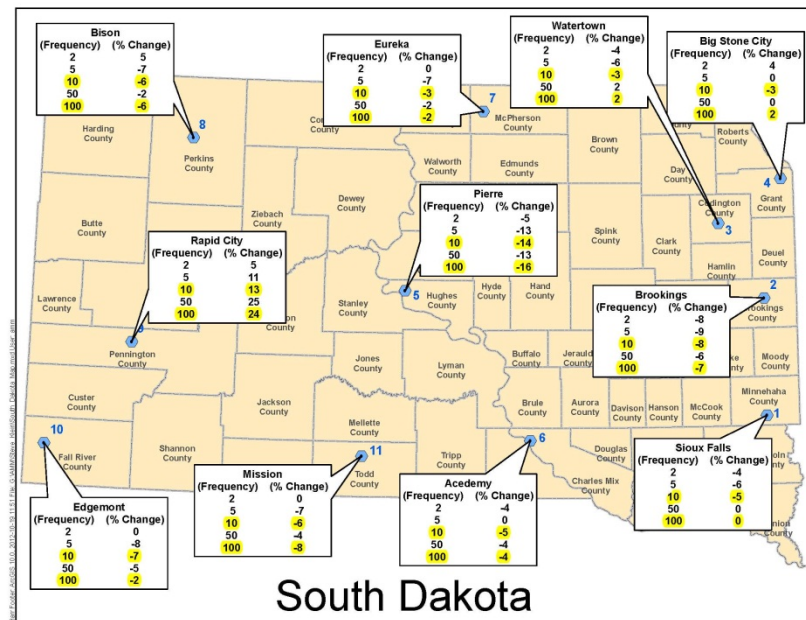 Bison
(Frequency) (% Change)
2 5
5 -7
10 -6
50 -2
100 -6
Eureka
(Frequency) (% Change)
2 0
5 -7
10 -3
50 -2
100 -2
Watertown
(Frequency) (% Change)
2 -4
5 -6
10 -3
50 2
100 2
Big Stone City
(Frequency) (% Change)
2 4
5 0
10 -3
50 0
100 2
7
8
4
3
5
2
9
1
10
11
6
Harding
County
Perkins
County
McPherson
County
Brown
County
Roberts
County
Walworth
County
Edmunds
County
Day
County
Grant
County
Dewey
County
Ziebach
County
Butte
County
Spink
County
Clark
County
Codington
County
Deuel
County
Hamlin
County
Pierre
(Frequency) (% Change)
2 -5
5 -13
10 -14
50 -13
100 -16
Rapid City
(Frequency) (% Change)
2 5
5 11
10 13
50 25
100 24
Lawrence
County
Stanley
County
Hughes
County
Hyde
County
Hand
County
Brookings
(Frequency) (% Change)
2 -8
5 -9
10 -8
50 -6
100 -7
Pennington
County
Jones
County
Lyman
County
Buffalo
County
Jerauld
Moody
County
Custer
County
Jackson
County
Mellette
County
Brule
County
Aurora
County
Davison
County
Hanson
County
McCook
County
Minnehaha
County
Fall River
County
Shannon
County
Todd
County
Tripp
County
Douglas
County
Charles Mix
County
Sioux Falls
(Frequency) (% Change)
2 -4
5 -6
10 -5
50 0
100 0
Mission
(Frequency) (% Change)
2 0
5 -7
10 -6
50 -4
100 -8
Acedemy
(Frequency) (% Change)
2 -4
5 0
10 -5
50 -4
100 -4
Edgemont
(Frequency) (% Change)
2 0
5 -8
10 -7
50 -5
100 -2
South Dakota